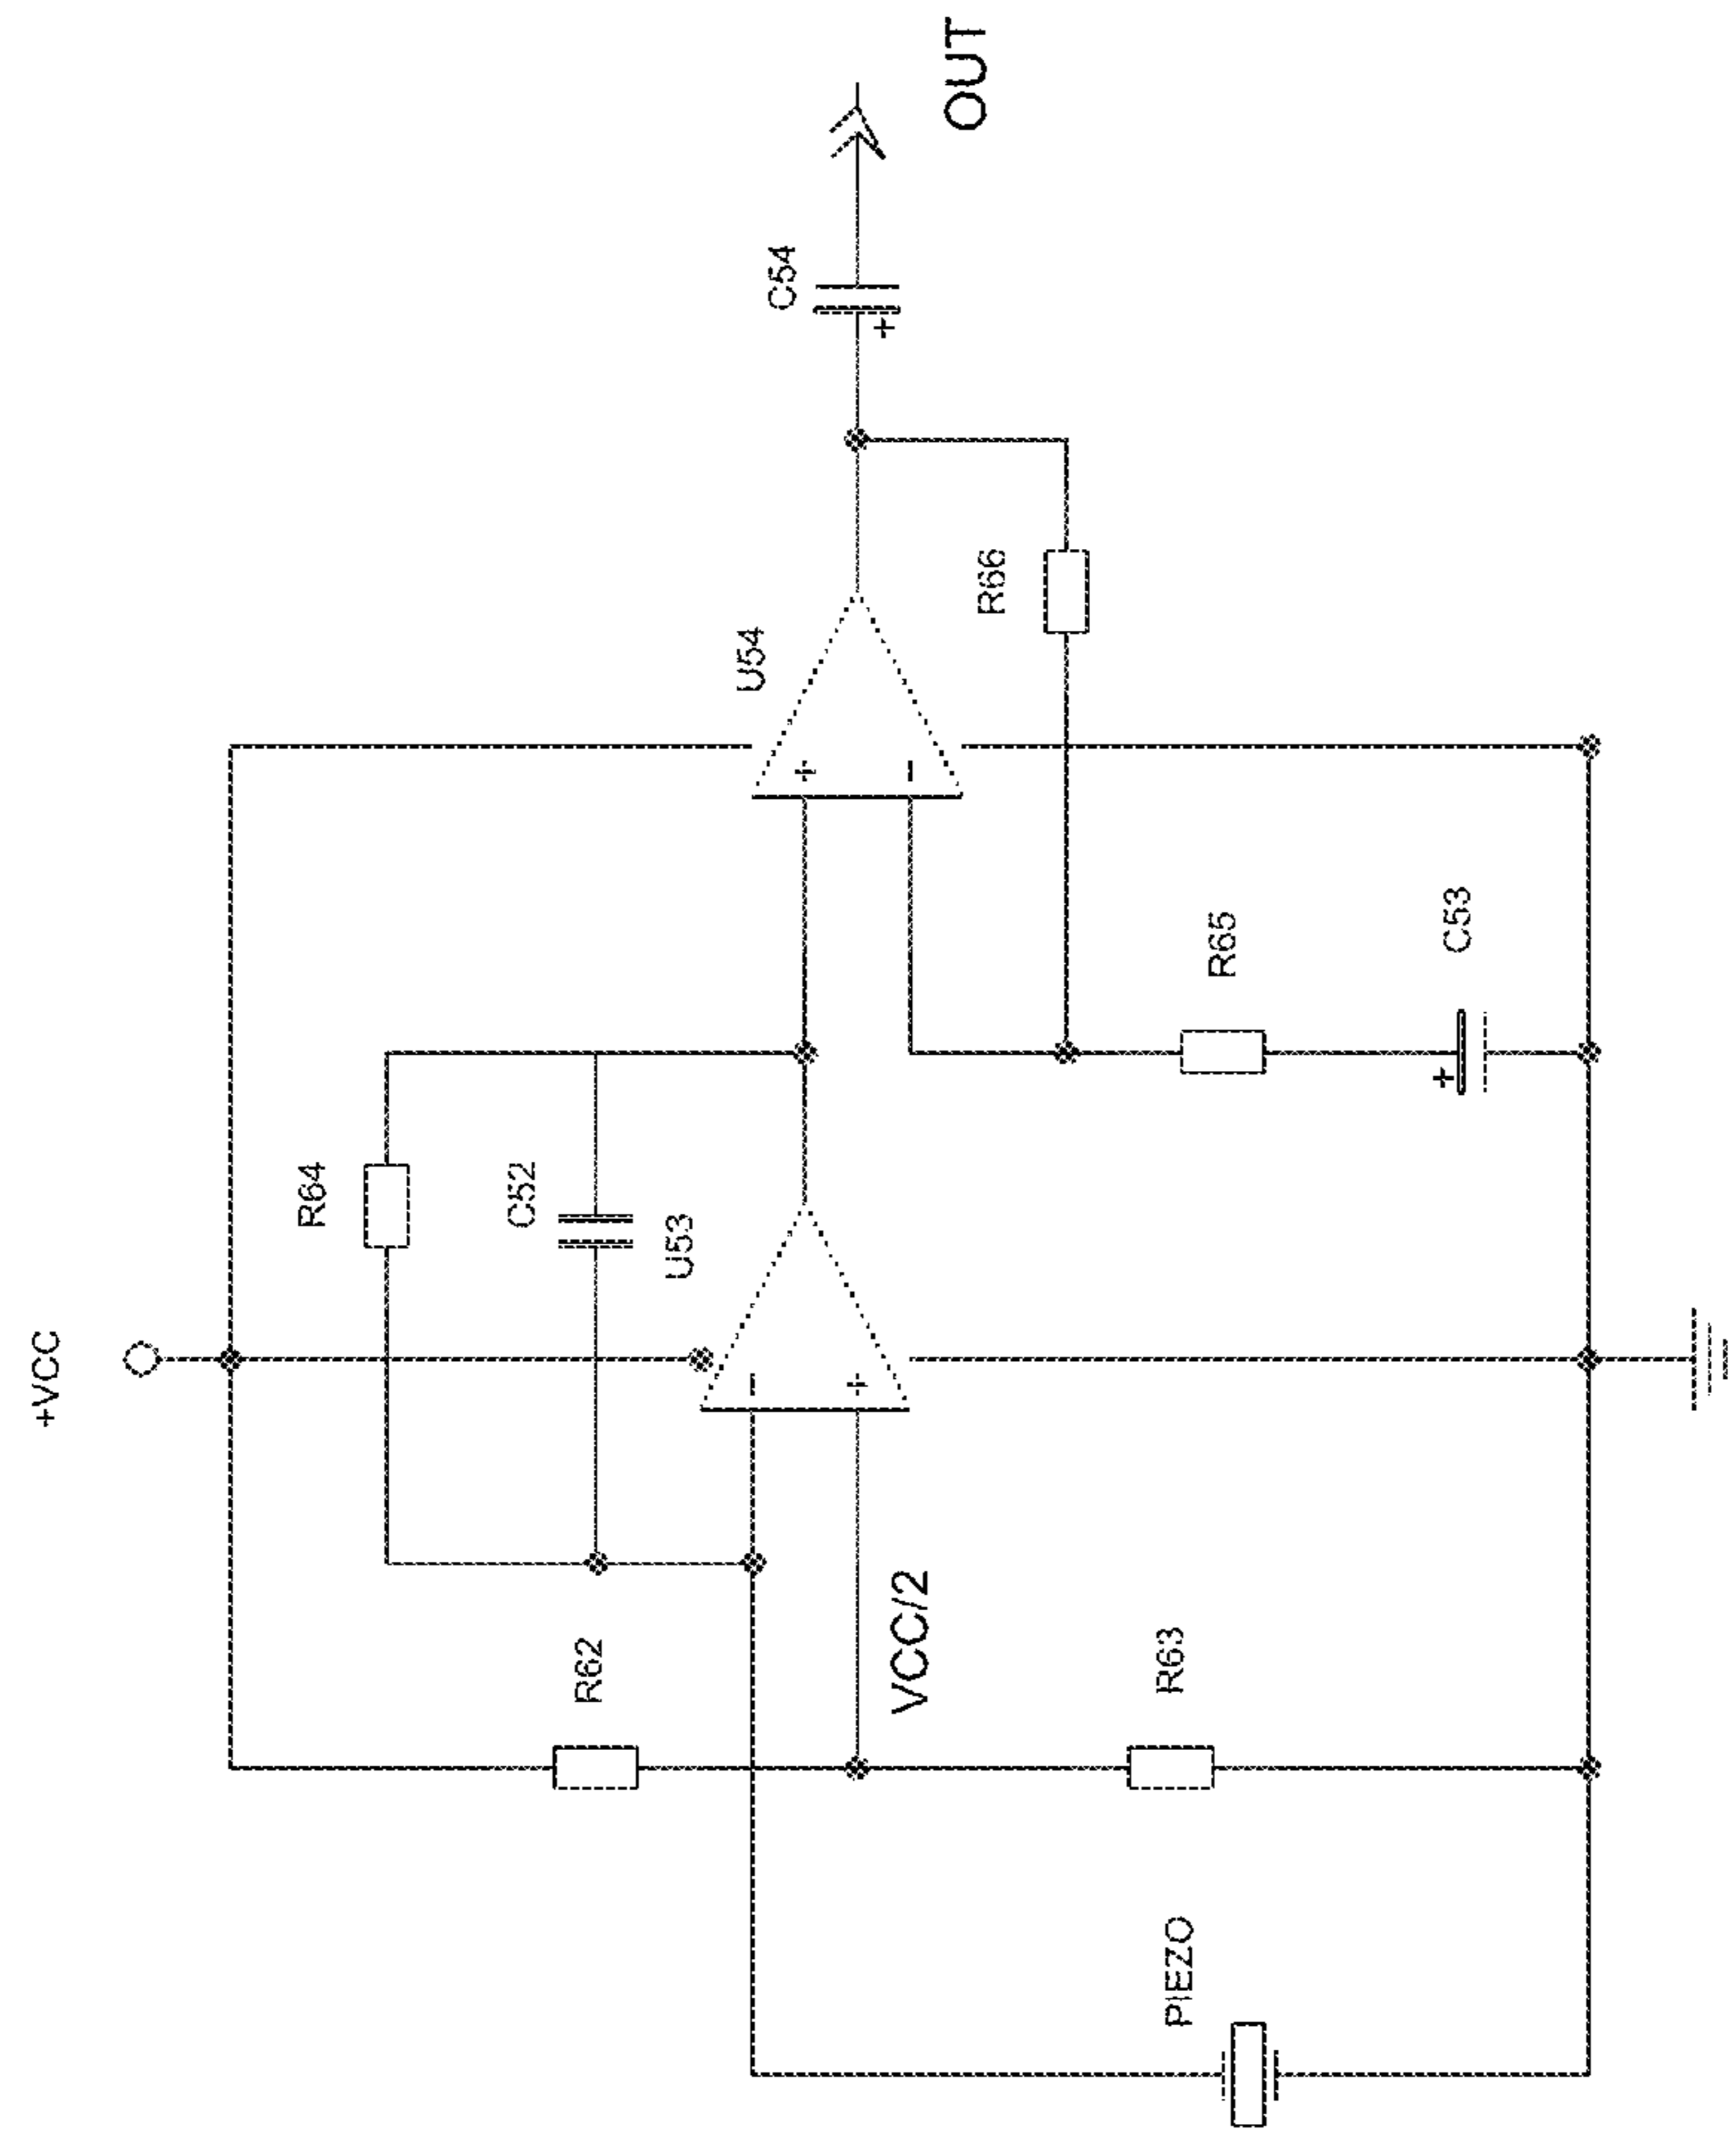 +VCC
R64
C52
U53
R62
VCC/2
R63
PIEZO
U54
R66
R65
C53
C54
+
+
OUT
+
-
-
+